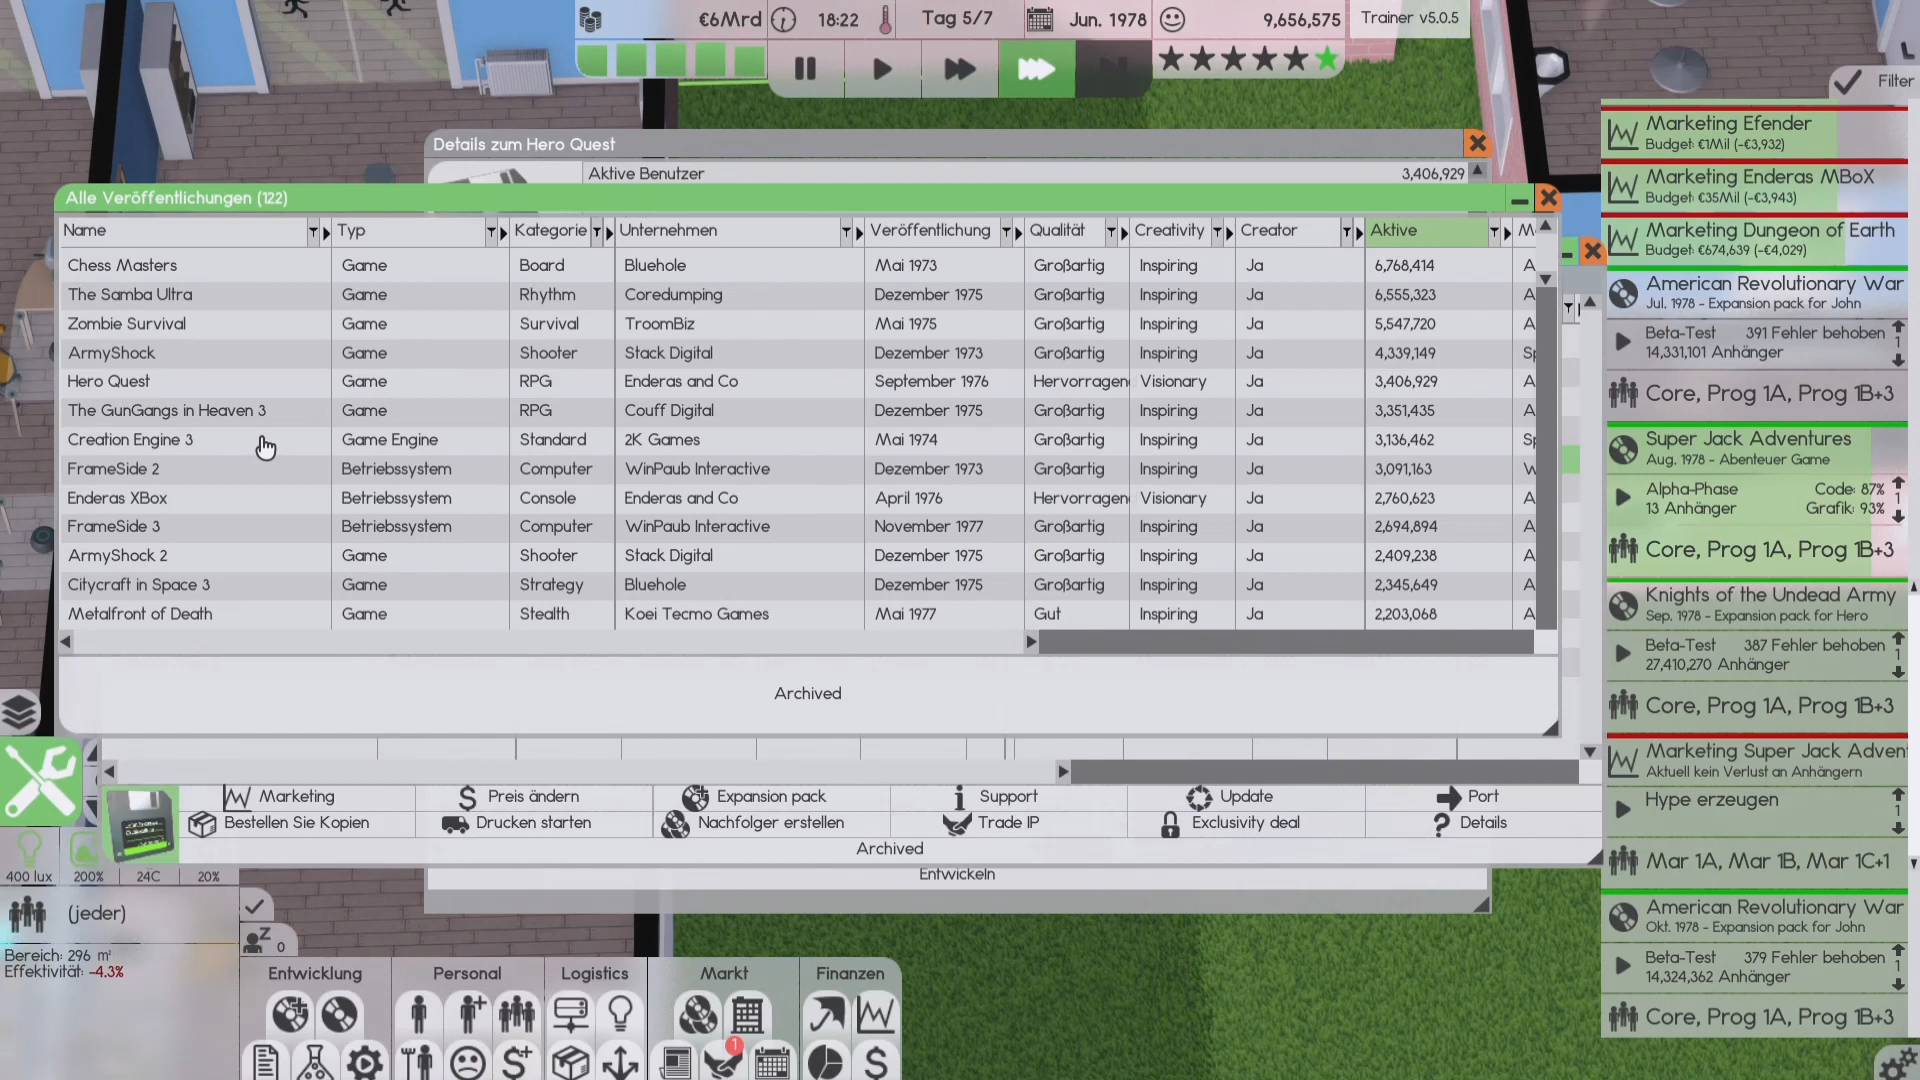 €6Mrd 18:22 Tag 5/7 Jun. 1978 9,656,575 Trainer v5.0.5
Filter
Details zum Hero Quest
Aktive Benutzer 3,406,929
Alle Veröffentlichungen (122)
Name Typ Kategorie Unternehmen Veröffentlichung Qualität Creativity Creator Aktive
Chess Masters Game Board Bluehole Mai 1973 Großartig Inspiring Ja 6,768,414 A
The Samba Ultra Game Rhythm Coredumping Dezember 1975 Großartig Inspiring Ja 6,555,323 A
Zombie Survival Game Survival TroomBiz Mai 1975 Großartig Inspiring Ja 5,547,720 A
ArmyShock Game Shooter Stack Digital Dezember 1973 Großartig Inspiring Ja 4,339,149 Sp
Hero Quest Game RPG Enderas and Co September 1976 Hervorragen Visionary Ja 3,406,929 A
The GunGangs in Heaven 3 Game RPG Couff Digital Dezember 1975 Großartig Inspiring Ja 3,351,435 A
Creation Engine 3 Game Engine Standard 2K Games Mai 1974 Großartig Inspiring Ja 3,136,462 Sp
FrameSide 2 Betriebssystem Computer WinPaub Interactive Dezember 1973 Großartig Inspiring Ja 3,091,163 W
Enderas XBox Betriebssystem Console Enderas and Co April 1976 Hervorragen Visionary Ja 2,760,623 A
FrameSide 3 Betriebssystem Computer WinPaub Interactive November 1977 Großartig Inspiring Ja 2,694,894 A
ArmyShock 2 Game Shooter Stack Digital Dezember 1975 Großartig Inspiring Ja 2,409,238 A
Citycraft in Space 3 Game Strategy Bluehole Dezember 1975 Großartig Inspiring Ja 2,345,649 A
Metalfront of Death Game Stealth Koei Tecmo Games Mai 1977 Gut Inspiring Ja 2,203,068 A
Archived
Marketing Preis ändern Expansion pack Support Update Port
Bestellen Sie Kopien Drucken starten Nachfolger erstellen Trade IP Exclusivity deal Details
Archived
Entwickeln
Marketing Efender
Budget: €1Mil (-€3,932)
Marketing Enderas MBoX
Budget: €35Mil (-€3,943)
Marketing Dungeon of Earth
Budget: €674,639 (-€4,029)
American Revolutionary War
Jul. 1978 - Expansion pack for John
Beta-Test 391 Fehler behoben
14,331,101 Anhänger
1
Core, Prog 1A, Prog 1B+3
Super Jack Adventures
Aug. 1978 - Abenteuer Game
Alpha-Phase Code: 87%
13 Anhänger Grafik: 93%
1
Core, Prog 1A, Prog 1B+3
Knights of the Undead Army
Sep. 1978 - Expansion pack for Hero
Beta-Test 387 Fehler behoben
27,410,270 Anhänger
1
Core, Prog 1A, Prog 1B+3
Marketing Super Jack Adven
Aktuell kein Verlust an Anhängern
Hype erzeugen
1
Mar 1A, Mar 1B, Mar 1C+1
American Revolutionary War
Okt. 1978 - Expansion pack for John
Beta-Test 379 Fehler behoben
14,324,362 Anhänger
1
Core, Prog 1A, Prog 1B+3
400 lux 200% 24C 20%
(jeder)
Bereich: 296 m²
Effektivität: -4.3%
Z 0
Entwicklung Personal Logistics Markt Finanzen
1